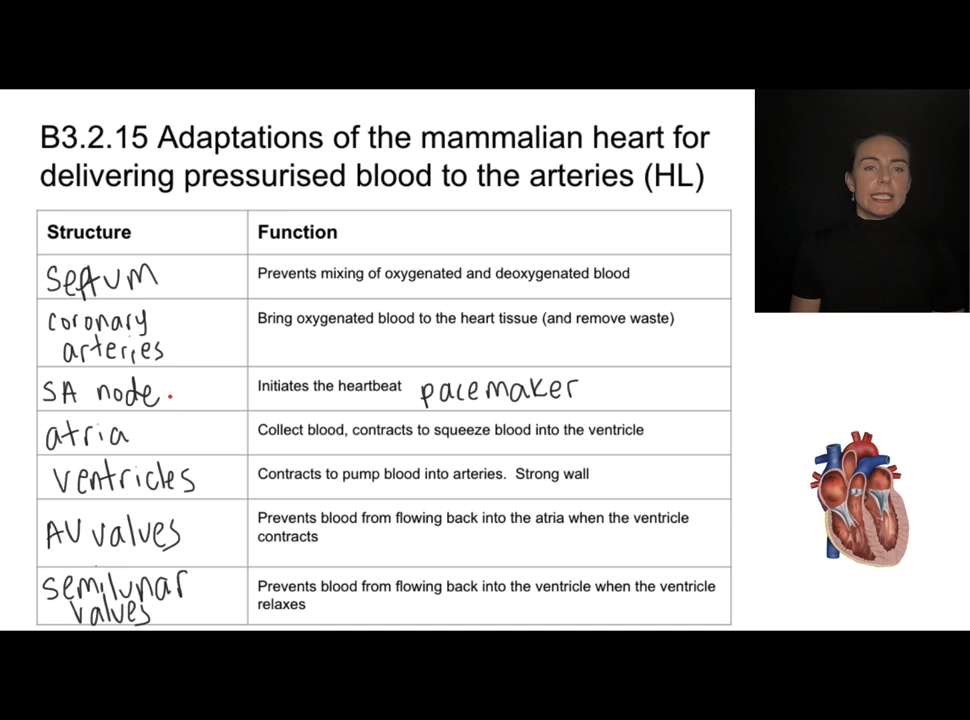 B3.2.15 Adaptations of the mammalian heart for
delivering pressurised blood to the arteries (HL)
Structure
Function
septum
Prevents mixing of oxygenated and deoxygenated blood
coronary
arteries
Bring oxygenated blood to the heart tissue (and remove waste)
SA node
Initiates the heartbeat
pacemaker
atria
Collect blood, contracts to squeeze blood into the ventricle
ventricles
Contracts to pump blood into arteries. Strong wall
AV valves
Prevents blood from flowing back into the atria when the ventricle
contracts
semilunar
valves
Prevents blood from flowing back into the ventricle when the ventricle
relaxes